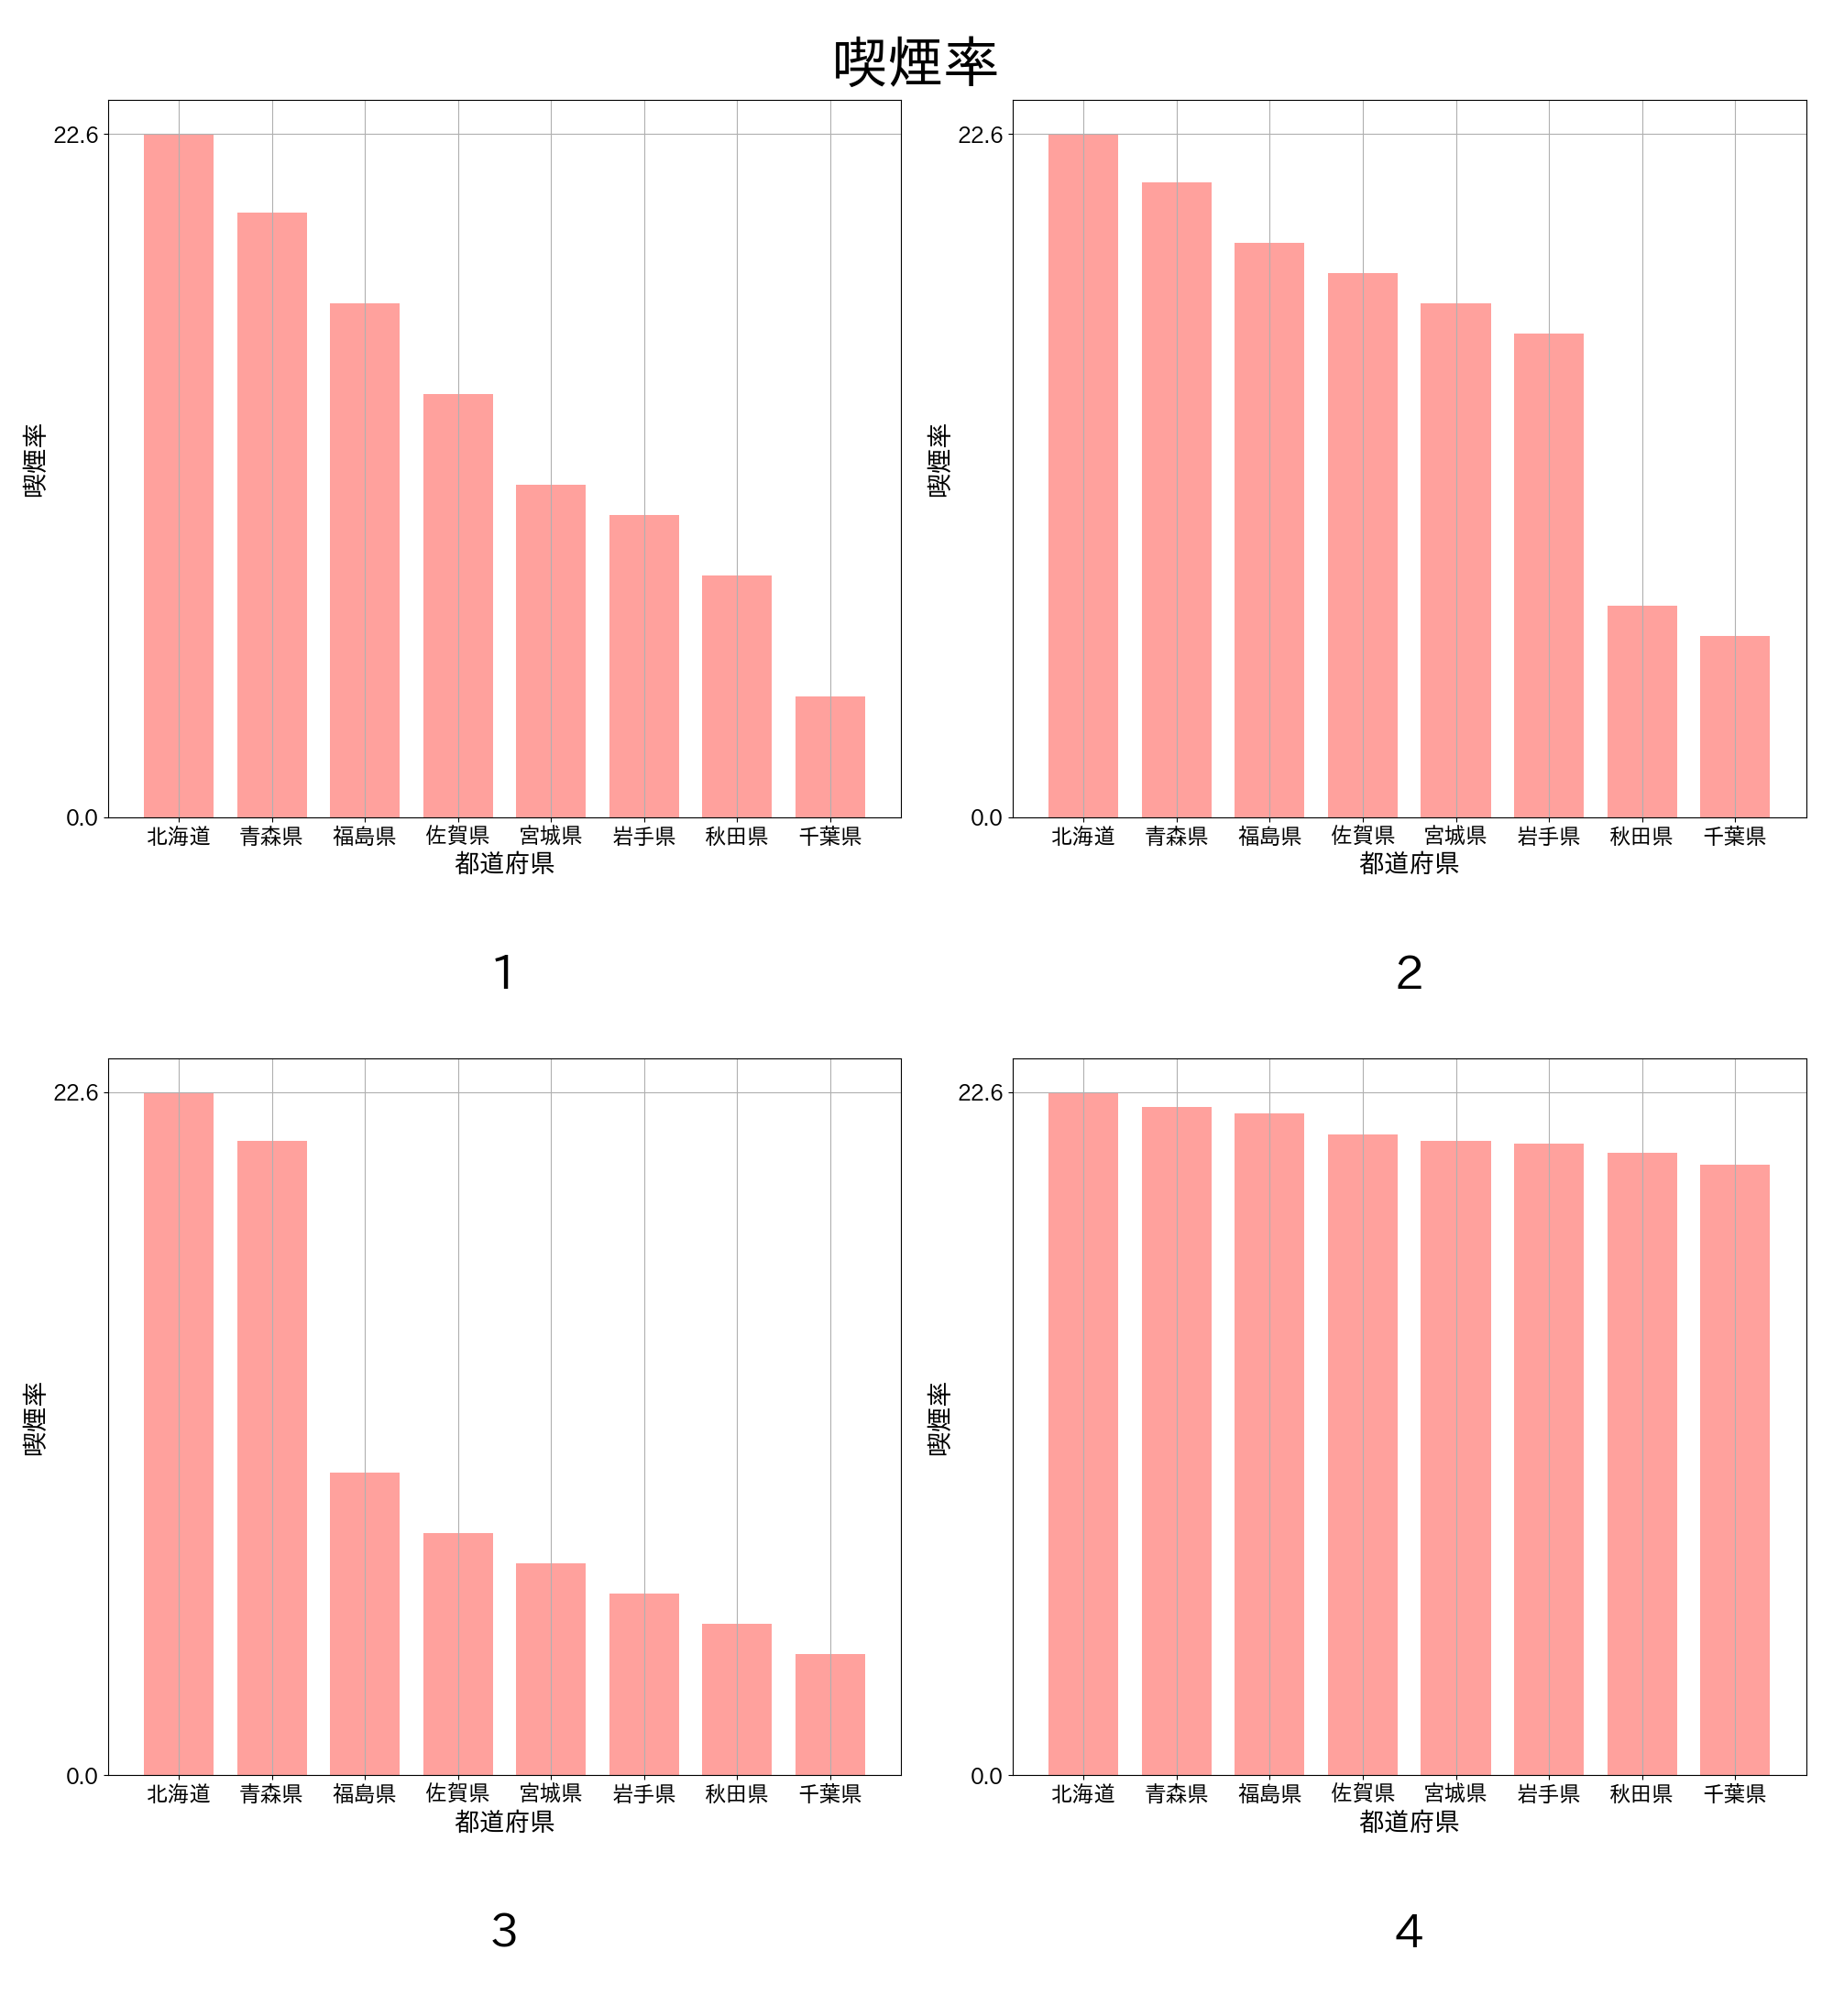 喫煙率
22.6
0.0
喫煙率
北海道 青森県 福島県 佐賀県 宮城県 岩手県 秋田県 千葉県
都道府県
1
22.6
0.0
喫煙率
北海道 青森県 福島県 佐賀県 宮城県 岩手県 秋田県 千葉県
都道府県
2
22.6
0.0
喫煙率
北海道 青森県 福島県 佐賀県 宮城県 岩手県 秋田県 千葉県
都道府県
3
22.6
0.0
喫煙率
北海道 青森県 福島県 佐賀県 宮城県 岩手県 秋田県 千葉県
都道府県
4